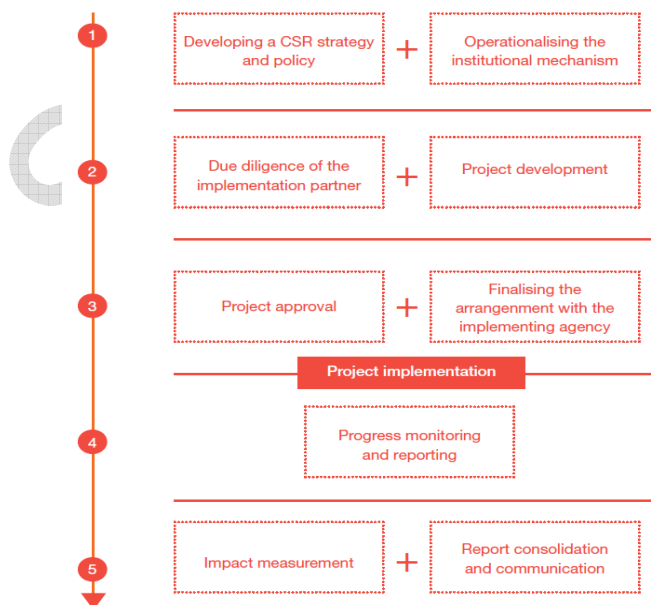 1
Developing a CSR strategy
and policy
+
Operationalising the
institutional mechanism
2
Due diligence of the
implementation partner
+
Project development
3
Project approval
+
Finalising the
arrangenment with the
implementing agency
Project implementation
4
Progress monitoring
and reporting
5
Impact measurement
+
Report consolidation
and communication